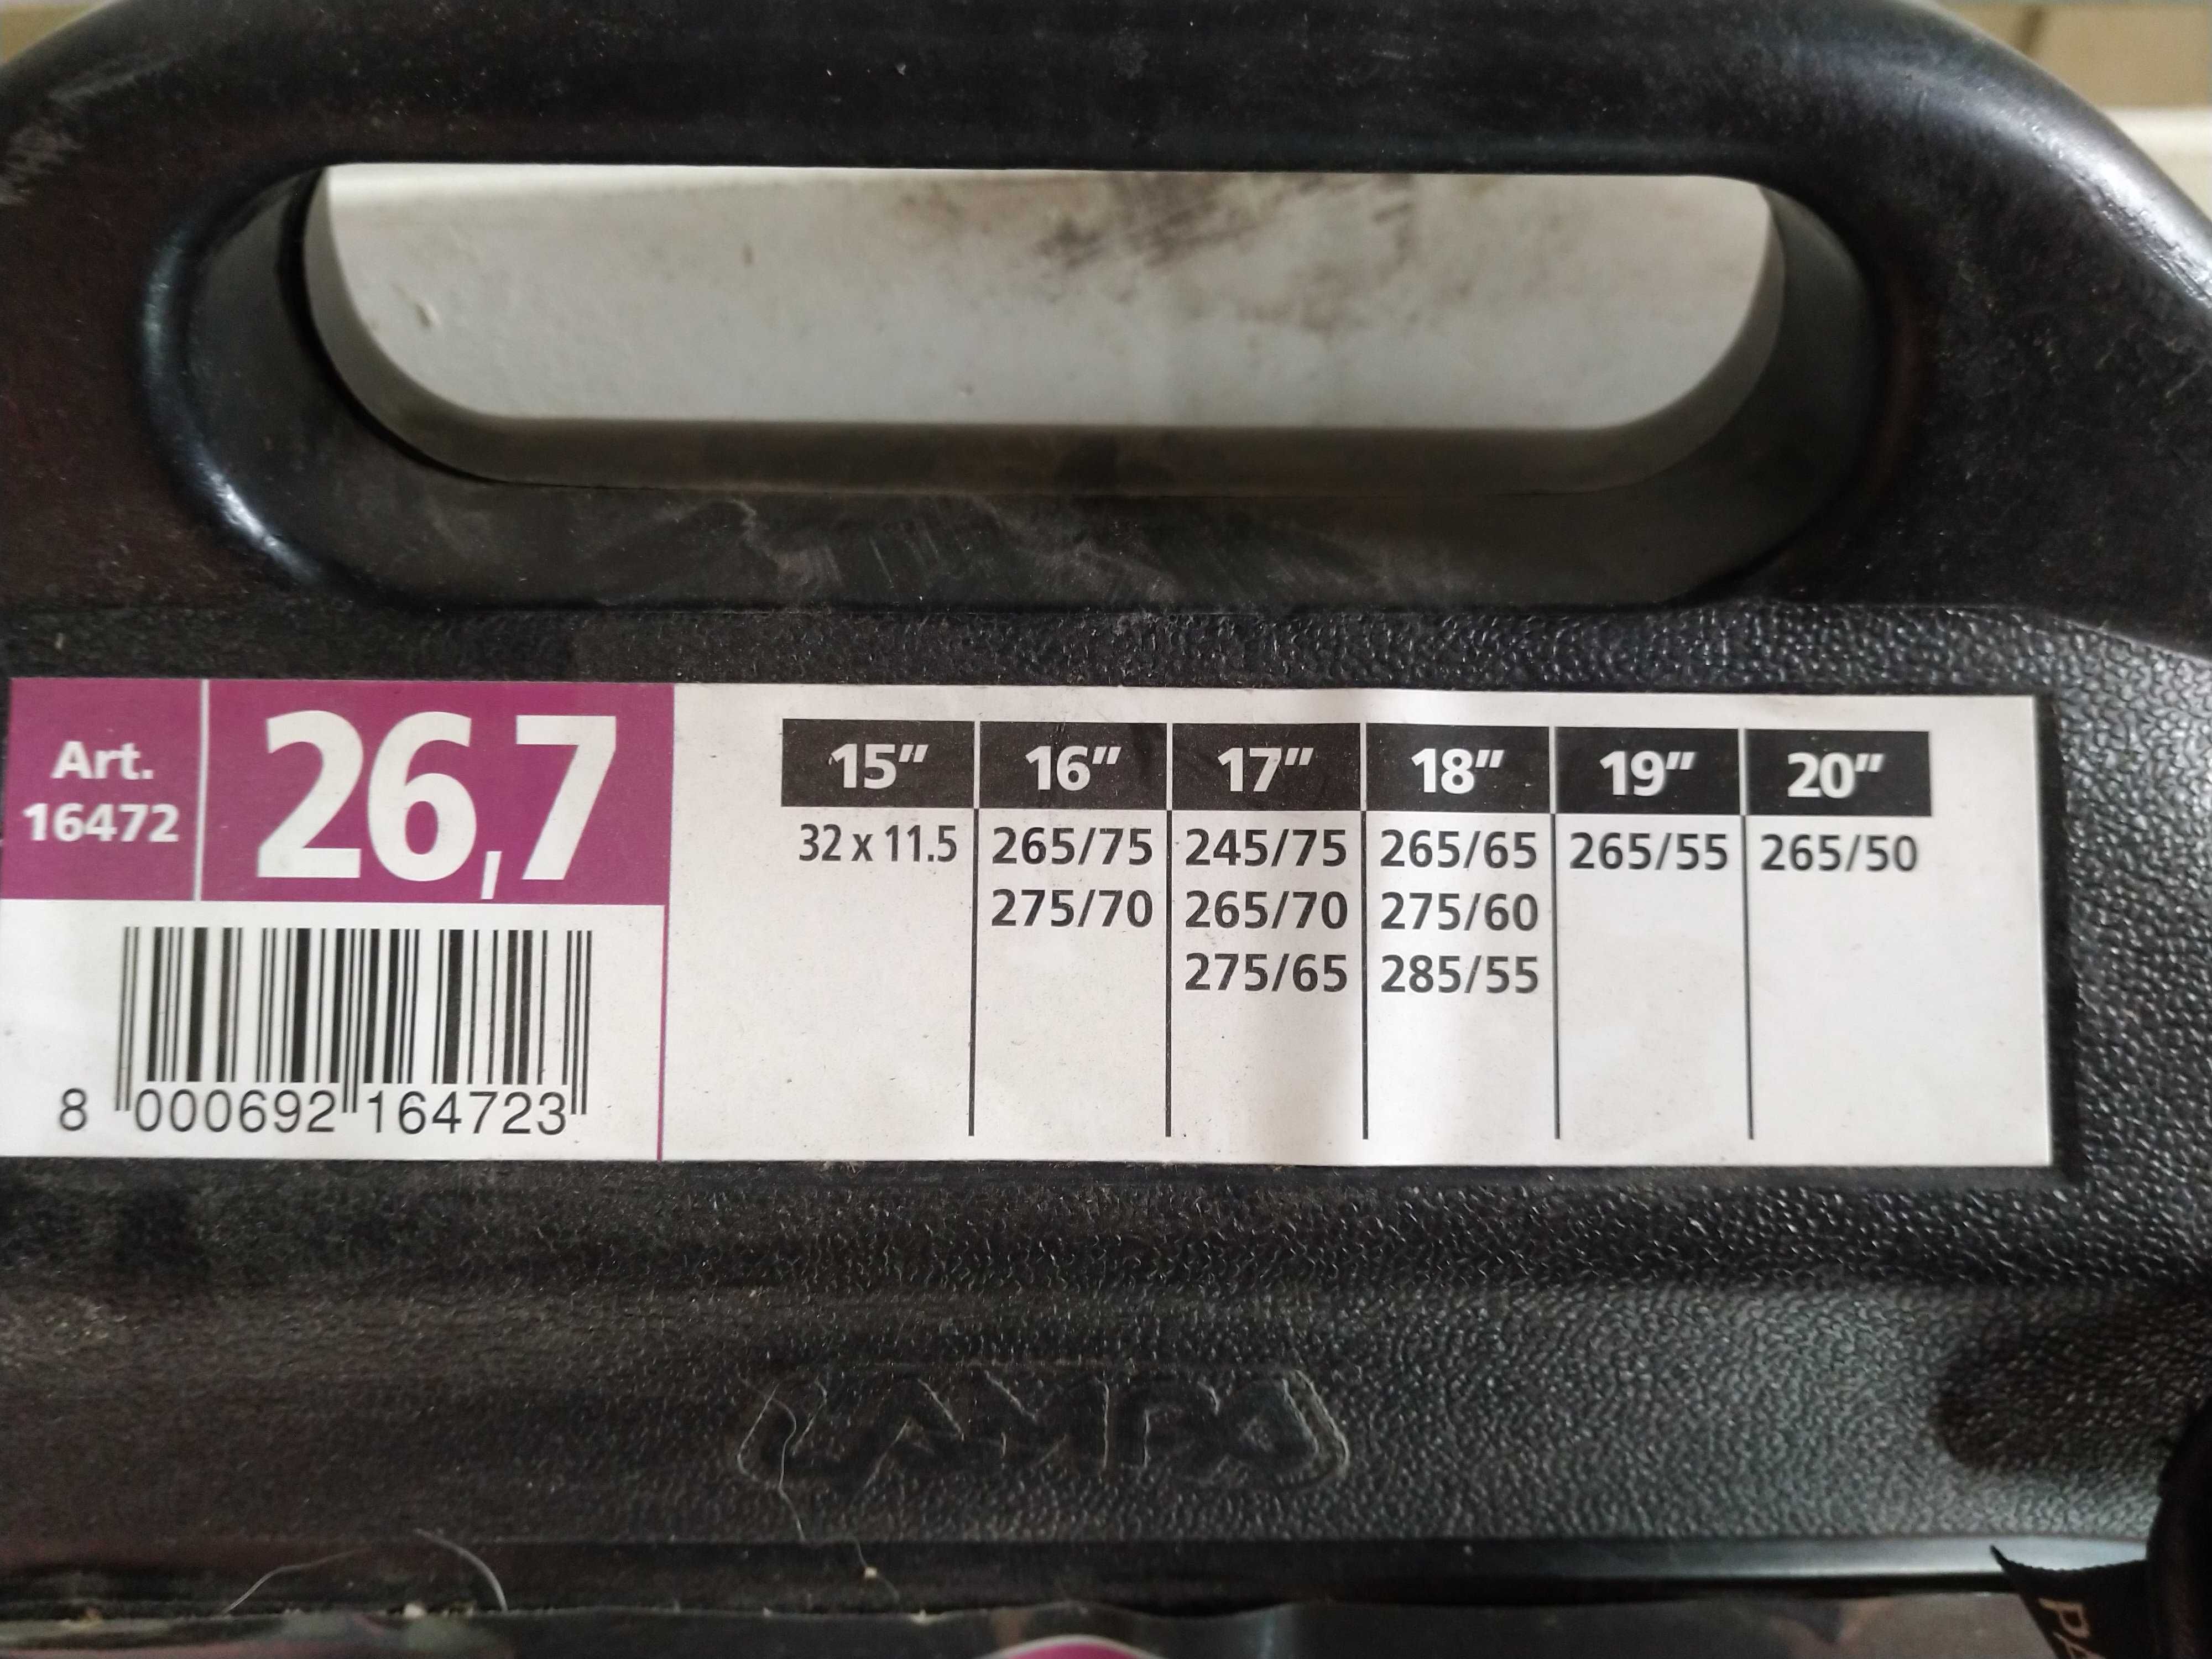 Art.
16472
26,7
15” 16” 17” 18” 19” 20”
32 x 11.5 265/75 245/75 265/65 265/55 265/50
275/70 265/70 275/60
275/65 285/55
8 000692 164723
LAMPA